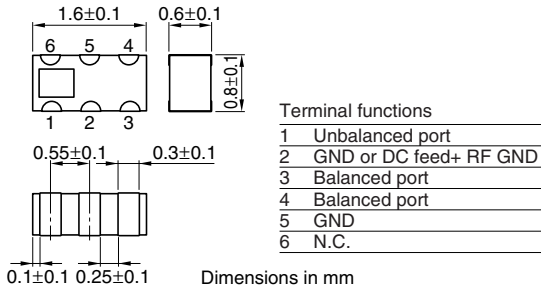 1.6±0.1
0.6±0.1
6 5 4
0.8±0.1
1 2 3
0.55±0.1
0.3±0.1
0.1±0.1
0.25±0.1
Dimensions in mm
Terminal functions
1 Unbalanced port
2 GND or DC feed+ RF GND
3 Balanced port
4 Balanced port
5 GND
6 N.C.